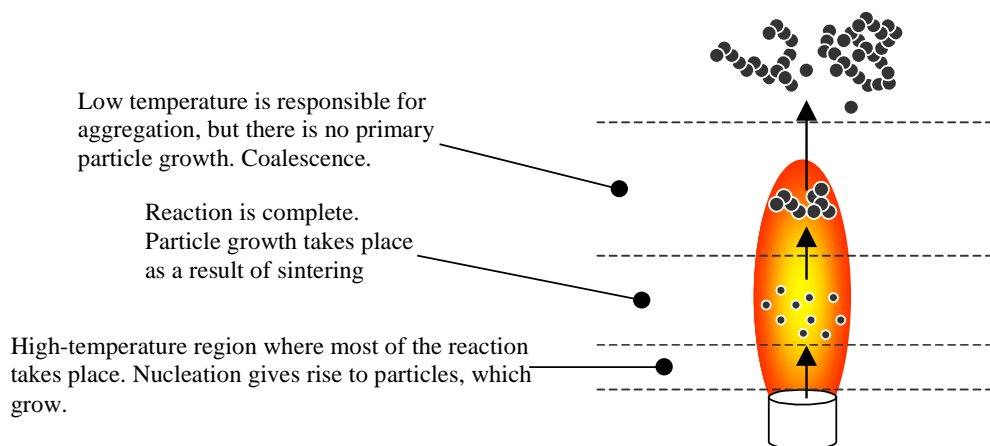 Low temperature is responsible for
aggregation, but there is no primary
particle growth. Coalescence.
Reaction is complete.
Particle growth takes place
as a result of sintering
High-temperature region where most of the reaction
takes place. Nucleation gives rise to particles, which
grow.